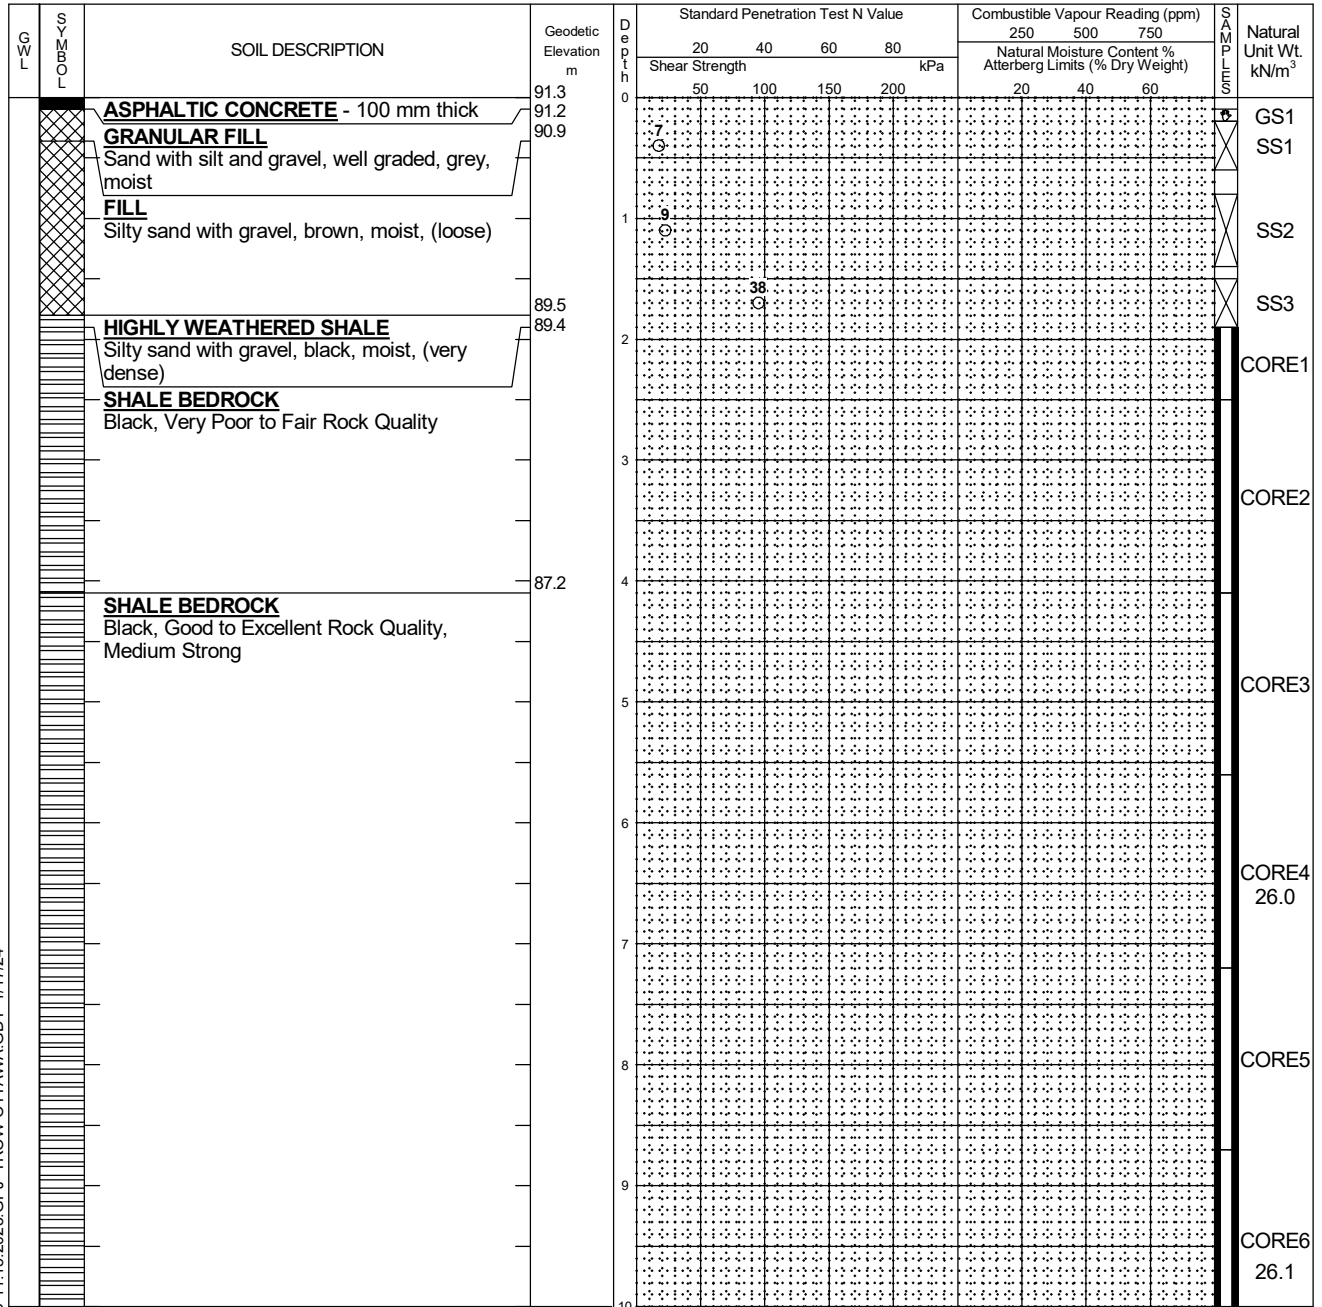 GWL
SYMBOL
SOIL DESCRIPTION
Geodetic
Elevation
m
Depth
Standard Penetration Test N Value
20 40 60 80
Shear Strength kPa
50 100 150 200
Combustible Vapour Reading (ppm)
250 500 750
Natural Moisture Content %
Atterberg Limits (% Dry Weight)
20 40 60
SAMPLES
Natural
Unit Wt.
kN/m³
91.3
0
ASPHALTIC CONCRETE - 100 mm thick
91.2
GS1
GRANULAR FILL
90.9
7
SS1
Sand with silt and gravel, well graded, grey,
moist
FILL
1
9
Silty sand with gravel, brown, moist, (loose)
SS2
38
89.5
SS3
HIGHLY WEATHERED SHALE
89.4
2
Silty sand with gravel, black, moist, (very
dense)
CORE1
SHALE BEDROCK
Black, Very Poor to Fair Rock Quality
3
CORE2
87.2
4
SHALE BEDROCK
Black, Good to Excellent Rock Quality,
Medium Strong
CORE3
5
6
CORE4
26.0
7
8
CORE5
9
CORE6
26.1
10